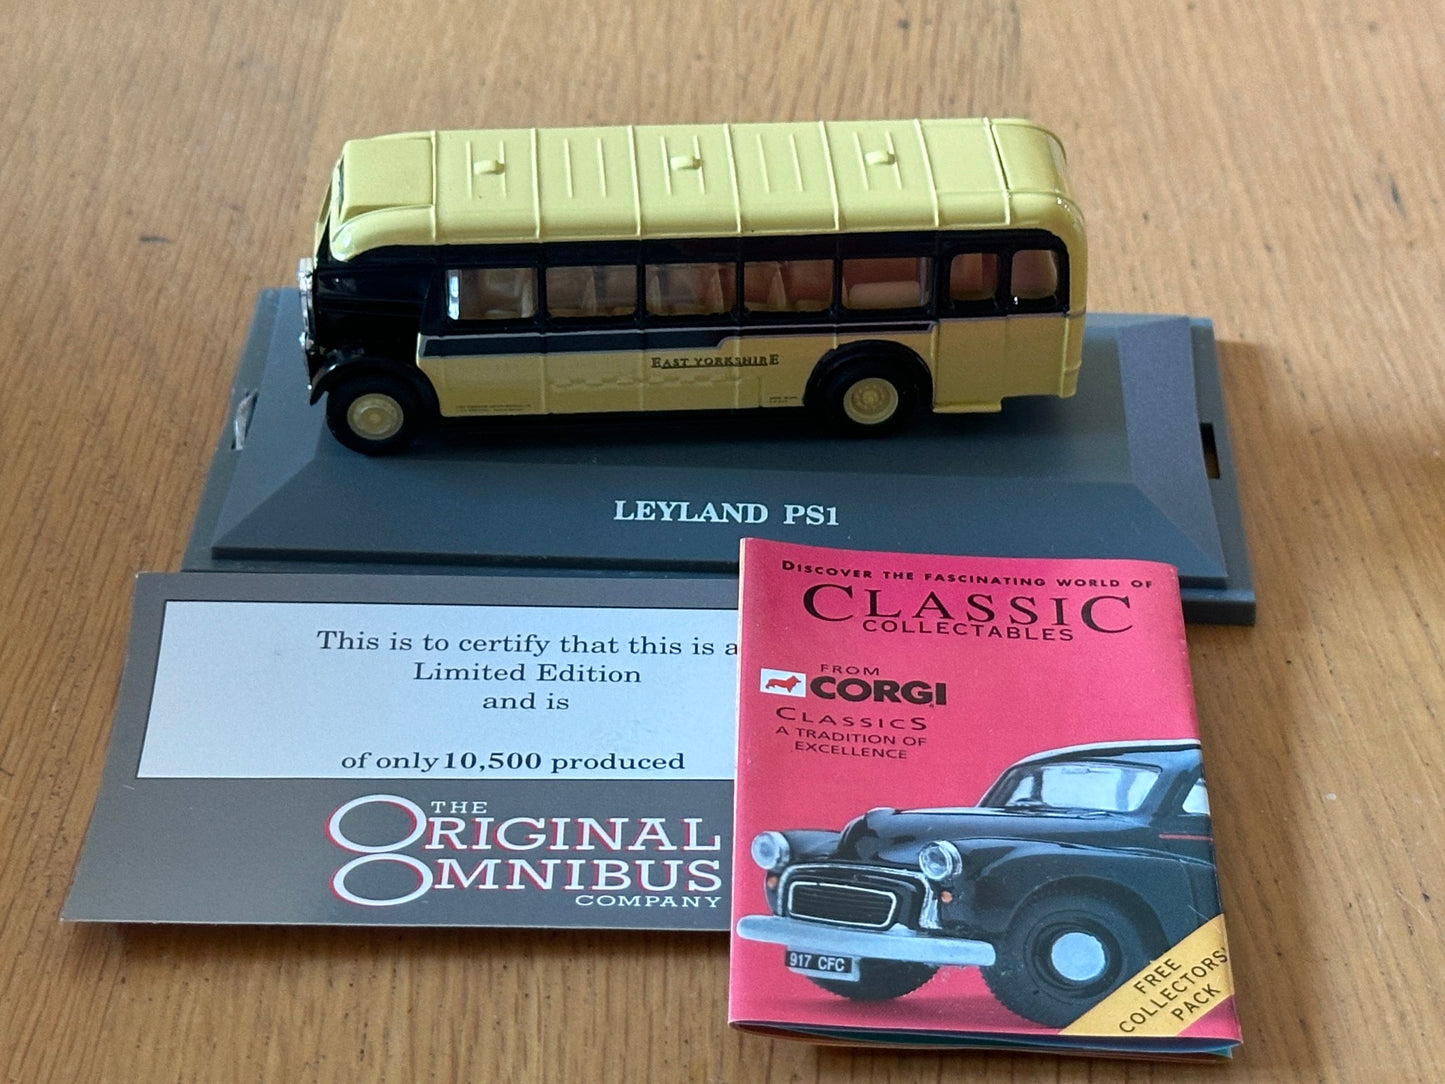 EAST YORKSHIRE
LEYLAND PS1
This is to certify that this is a
Limited Edition
and is
of only 10,500 produced
THE
ORIGINAL
OMNIBUS
COMPANY
DISCOVER THE FASCINATING WORLD OF
CLASSIC
COLLECTABLES
FROM
CORGI
CLASSICS
A TRADITION OF
EXCELLENCE
917 CFC
FREE
COLLECTORS'
PACK